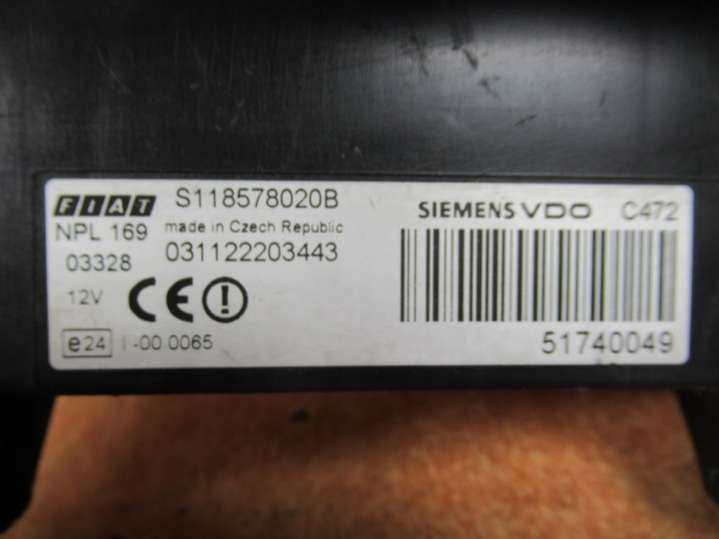 FIAT S118578020B SIEMENS VDO C472
NPL 169 made in Czech Republic
03328 031122203443
12V CE
e24 I-00 0065 51740049